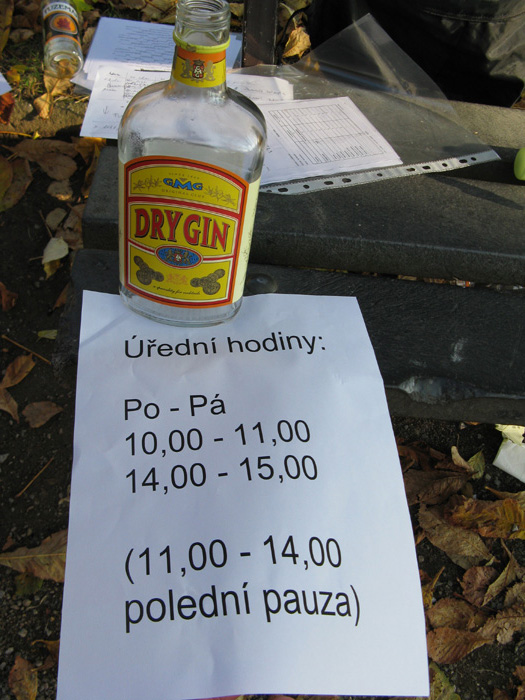 GMG
DRY GIN
Úřední hodiny:
Po - Pá
10,00 - 11,00
14,00 - 15,00
(11,00 - 14,00
polední pauza)